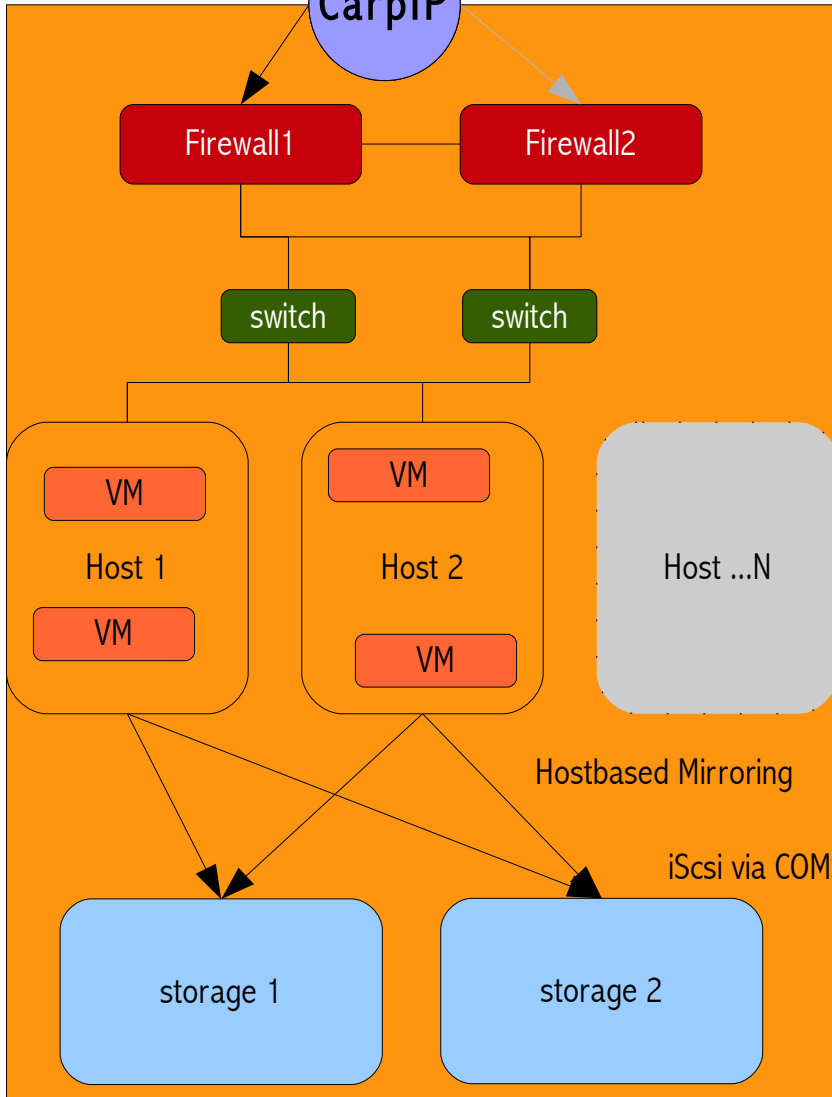 CarpIP
Firewall1
Firewall2
switch
switch
VM
VM
Host 1
Host 2
Host ...N
VM
VM
Hostbased Mirroring
iScsi via COM
storage 1
storage 2